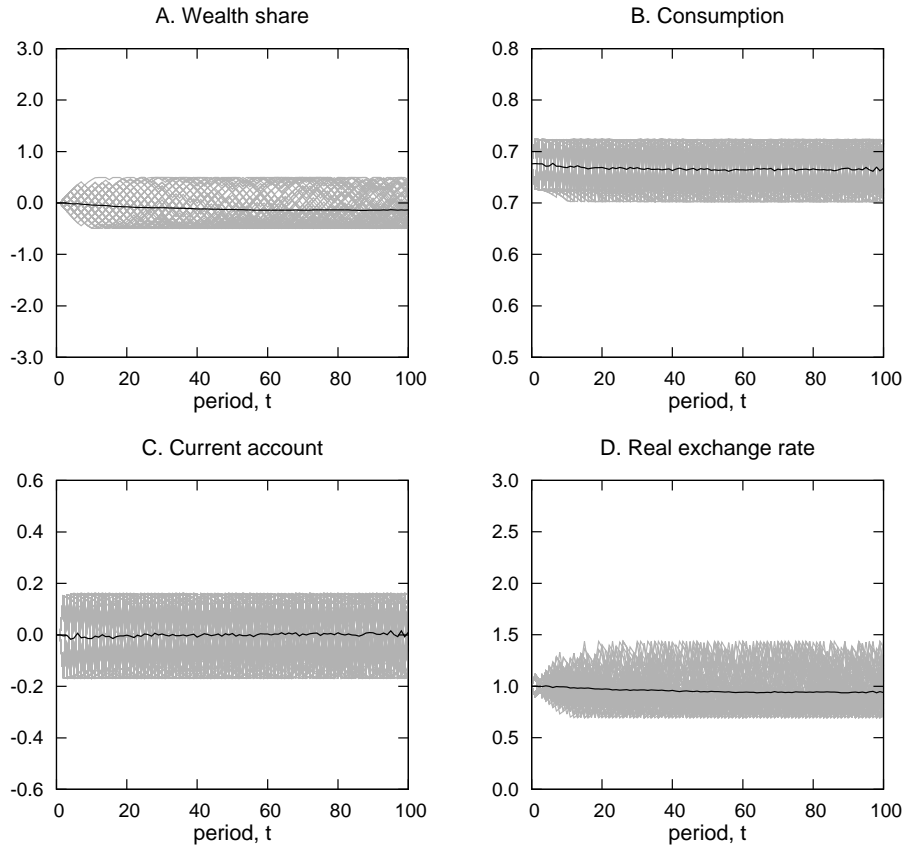 A. Wealth share
3.0
2.0
1.0
0.0
-1.0
-2.0
-3.0
0 20 40 60 80 100
period, t
B. Consumption
0.8
0.8
0.7
0.7
0.6
0.6
0.5
0 20 40 60 80 100
period, t
C. Current account
0.6
0.4
0.2
0.0
-0.2
-0.4
-0.6
0 20 40 60 80 100
period, t
D. Real exchange rate
3.0
2.5
2.0
1.5
1.0
0.5
0.0
0 20 40 60 80 100
period, t